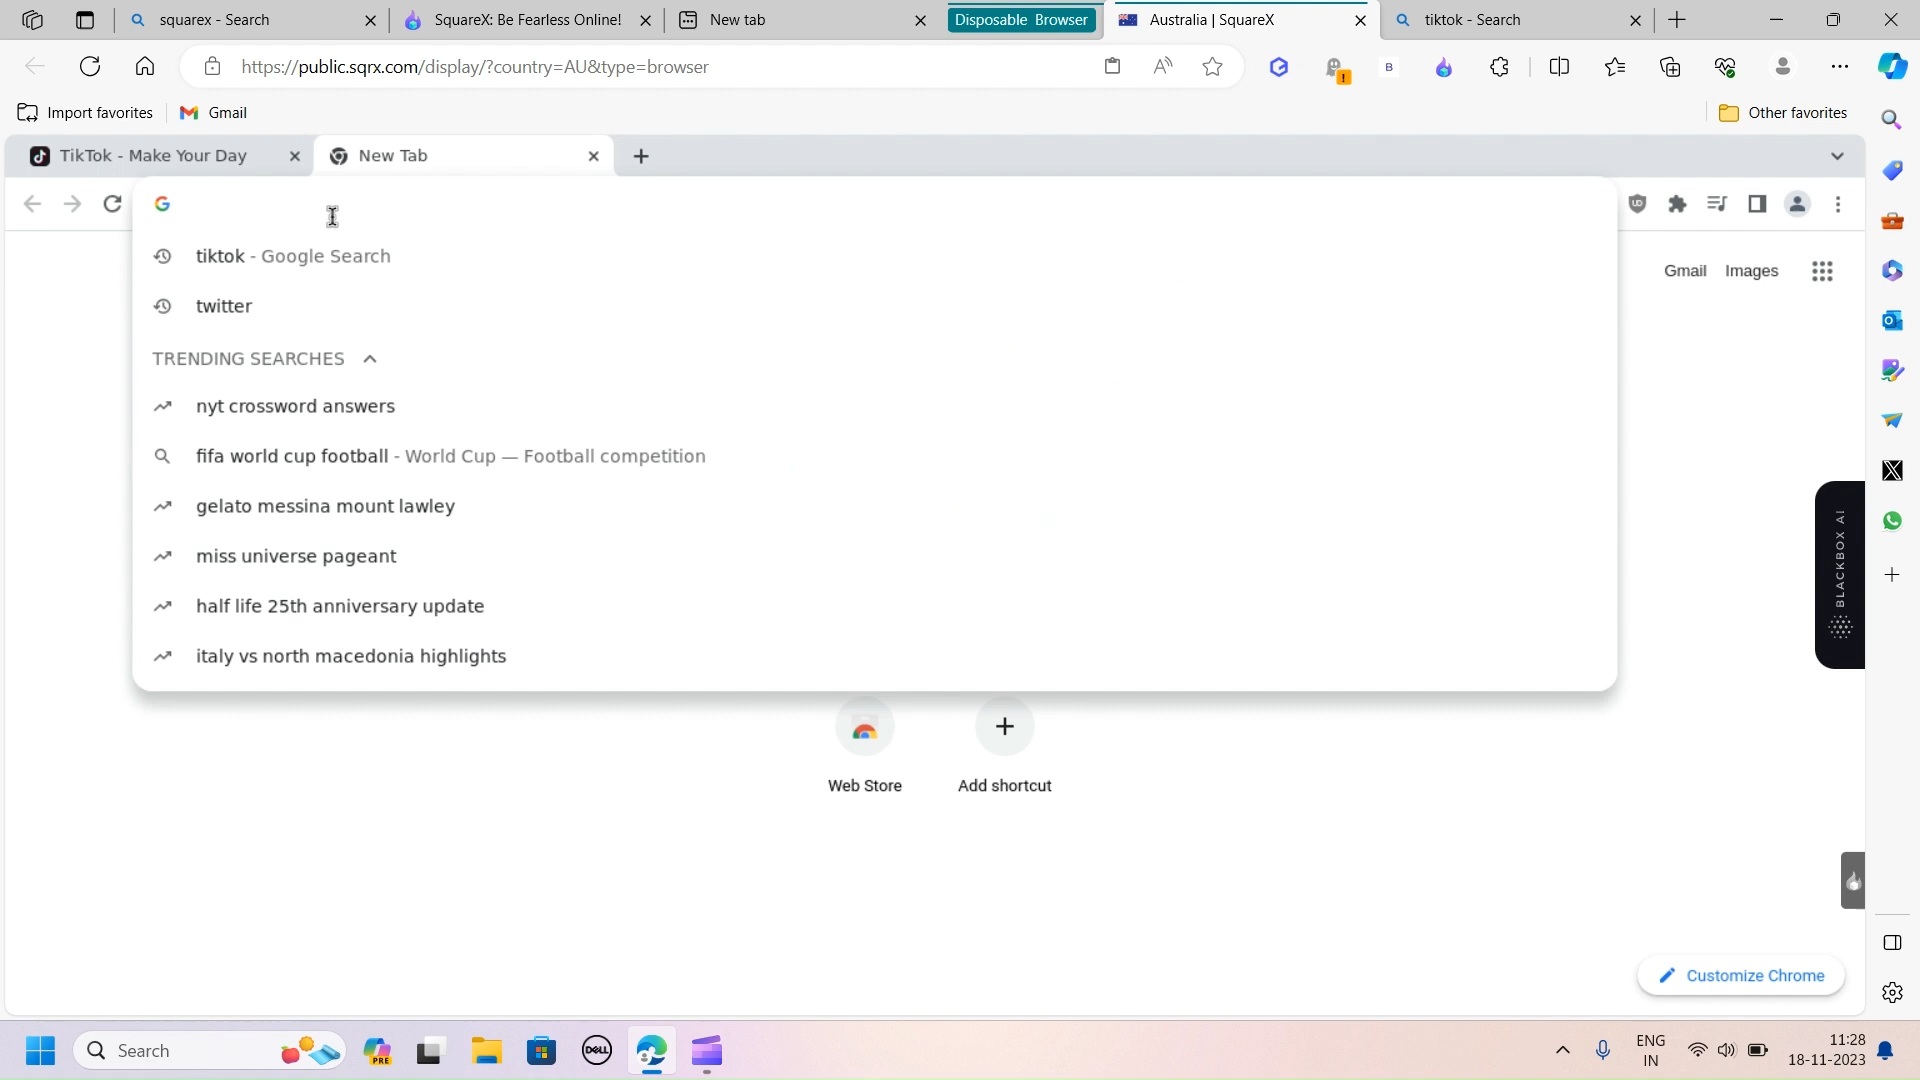 squarex - Search
SquareX: Be Fearless Online!
New tab
Disposable Browser
Australia | SquareX
tiktok - Search
https://public.sqrx.com/display/?country=AU&type=browser
Import favorites
Gmail
Other favorites
TikTok - Make Your Day
New Tab
tiktok - Google Search
Gmail
Images
twitter
TRENDING SEARCHES
nyt crossword answers
fifa world cup football - World Cup — Football competition
gelato messina mount lawley
miss universe pageant
half life 25th anniversary update
italy vs north macedonia highlights
BLACKBOX AI
Web Store
Add shortcut
Customize Chrome
Search
PRE
DELL
ENG
IN
11:28
18-11-2023